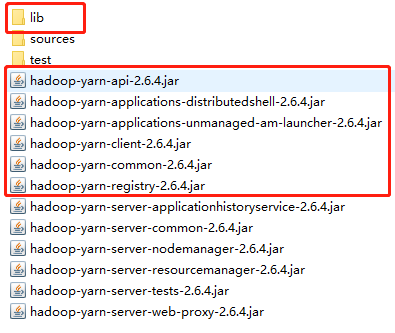 lib
sources
test
hadoop-yarn-api-2.6.4.jar
hadoop-yarn-applications-distributedshell-2.6.4.jar
hadoop-yarn-applications-unmanaged-am-launcher-2.6.4.jar
hadoop-yarn-client-2.6.4.jar
hadoop-yarn-common-2.6.4.jar
hadoop-yarn-registry-2.6.4.jar
hadoop-yarn-server-applicationhistoryservice-2.6.4.jar
hadoop-yarn-server-common-2.6.4.jar
hadoop-yarn-server-nodemanager-2.6.4.jar
hadoop-yarn-server-resourcemanager-2.6.4.jar
hadoop-yarn-server-tests-2.6.4.jar
hadoop-yarn-server-web-proxy-2.6.4.jar